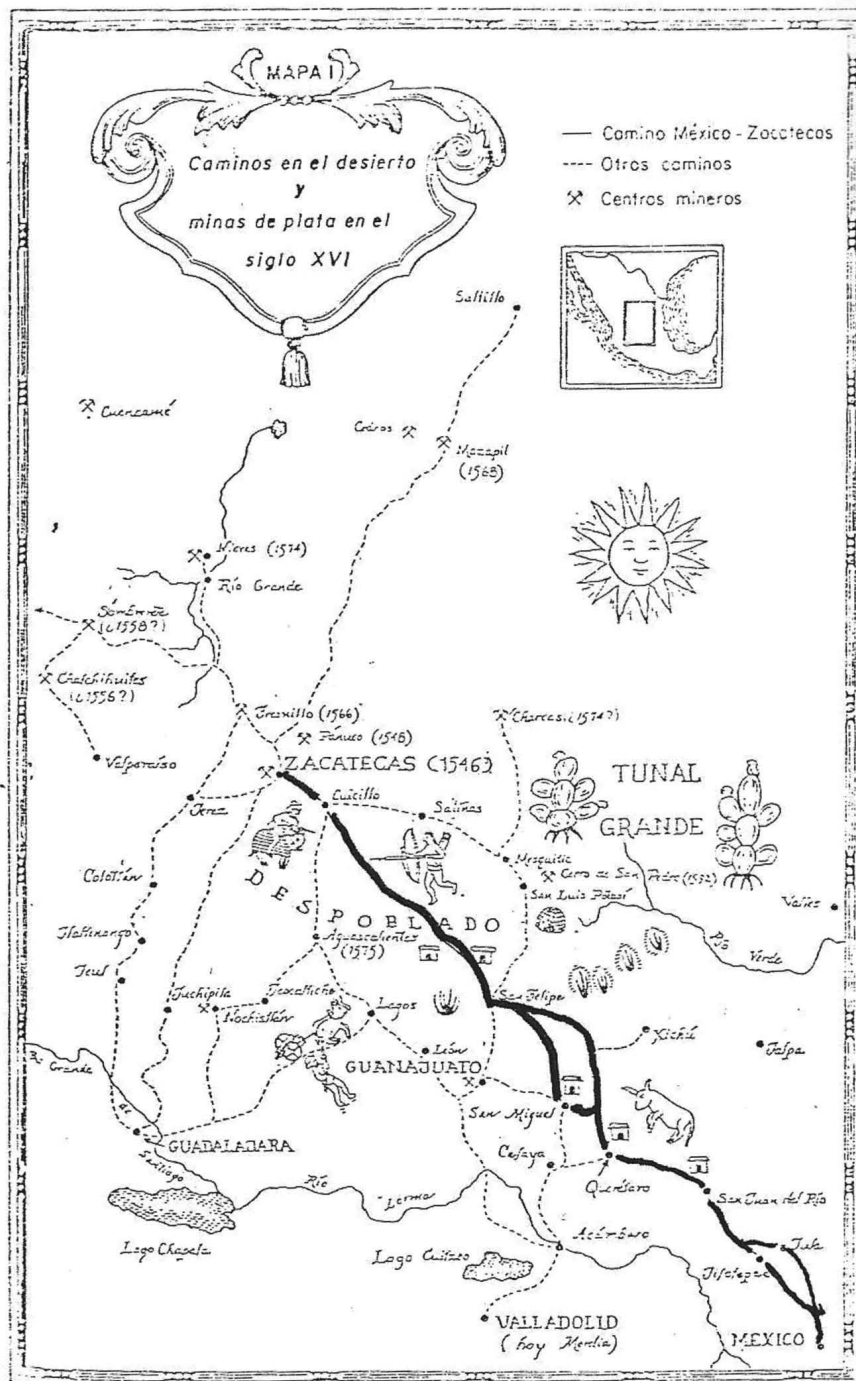 MAPA I
Caminos en el desierto
y
minas de plata en el
siglo XVI
Camino México - Zacatecas
Otros caminos
Centros mineros
Saltillo
Cuencamé
Mazapil
(1568)
Nieves (1574)
Río Grande
Sombrerete
(¿1558?)
Chalchihuites
(¿1556?)
Fresnillo (1566)
Pánuco (1548)
Charcas (1574?)
Valparaíso
ZACATECAS (1546)
TUNAL
GRANDE
Jerez
Cuicillo
Salinas
Mesquitic
Cerro de San Pedro (1592)
San Luis Potosí
Colotlán
DESPOBLADO
Valles
Tlaltenango
Aguascalientes
(1575)
Río Verde
Teul
Juchipila
Teocaltiche
Nochistlán
Lagos
San Felipe
Xichú
Jalpa
León
GUANAJUATO
R. Grande de Santiago
San Miguel
GUADALAJARA
Celaya
Querétaro
San Juan del Río
Río Lerma
Lago Chapala
Acámbaro
Tula
Lago Cuitzeo
Jilotepec
VALLADOLID
(hoy Morelia)
MEXICO